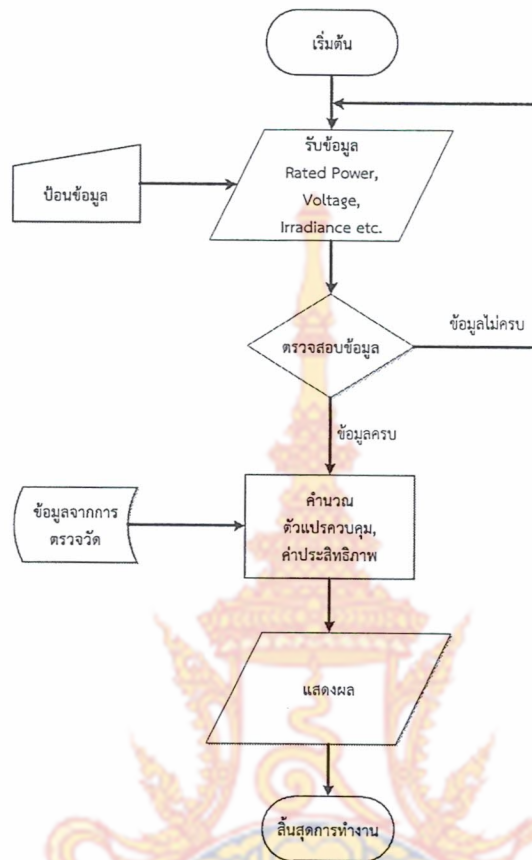 เริ่มต้น
รับข้อมูล
Rated Power,
Voltage,
Irradiance etc.
ป้อนข้อมูล
ตรวจสอบข้อมูล
ข้อมูลไม่ครบ
ข้อมูลครบ
คำนวณ
ตัวแปรควบคุม,
ค่าประสิทธิภาพ
ข้อมูลจากการ
ตรวจวัด
แสดงผล
สิ้นสุดการทำงาน